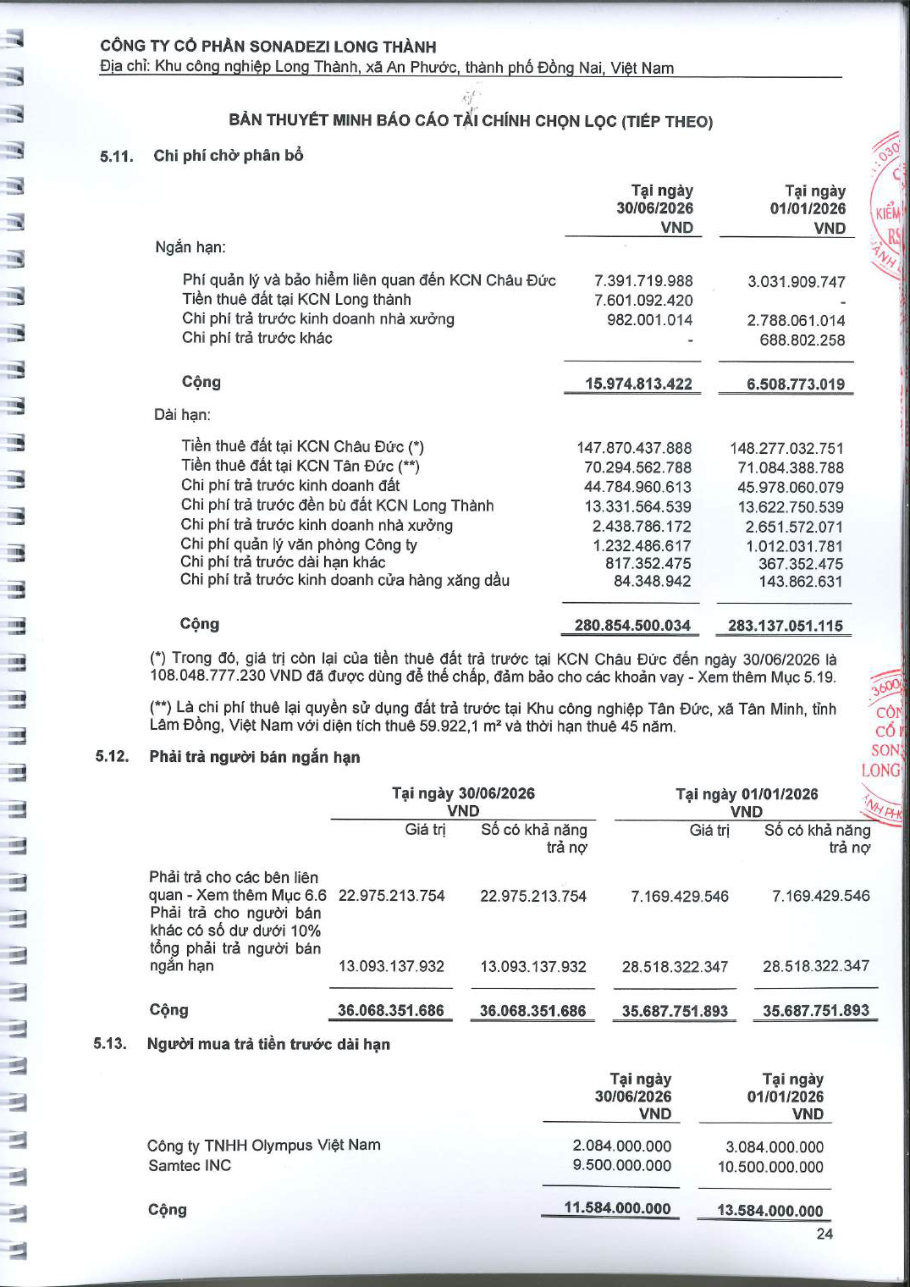 CÔNG TY CỔ PHẦN SONADEZI LONG THÀNH
Địa chỉ: Khu công nghiệp Long Thành, xã An Phước, thành phố Đồng Nai, Việt Nam
BẢN THUYẾT MINH BÁO CÁO TÀI CHÍNH CHỌN LỌC (TIẾP THEO)
5.11. Chi phí chờ phân bổ
Tại ngày Tại ngày
30/06/2026 01/01/2026
VND VND
Ngắn hạn:
Phí quản lý và bảo hiểm liên quan đến KCN Châu Đức 7.391.719.988 3.031.909.747
Tiền thuê đất tại KCN Long thành 7.601.092.420 -
Chi phí trả trước kinh doanh nhà xưởng 982.001.014 2.788.061.014
Chi phí trả trước khác - 688.802.258
Cộng 15.974.813.422 6.508.773.019
Dài hạn:
Tiền thuê đất tại KCN Châu Đức (*) 147.870.437.888 148.277.032.751
Tiền thuê đất tại KCN Tân Đức (**) 70.294.562.788 71.084.388.788
Chi phí trả trước kinh doanh đất 44.784.960.613 45.978.060.079
Chi phí trả trước đền bù đất KCN Long Thành 13.331.564.539 13.622.750.539
Chi phí trả trước kinh doanh nhà xưởng 2.438.786.172 2.651.572.071
Chi phí quản lý văn phòng Công ty 1.232.486.617 1.012.031.781
Chi phí trả trước dài hạn khác 817.352.475 367.352.475
Chi phí trả trước kinh doanh cửa hàng xăng dầu 84.348.942 143.862.631
Cộng 280.854.500.034 283.137.051.115
(*) Trong đó, giá trị còn lại của tiền thuê đất trả trước tại KCN Châu Đức đến ngày 30/06/2026 là
108.048.777.230 VND đã được dùng để thế chấp, đảm bảo cho các khoản vay - Xem thêm Mục 5.19.
(**) Là chi phí thuê lại quyền sử dụng đất trả trước tại Khu công nghiệp Tân Đức, xã Tân Minh, tỉnh
Lâm Đồng, Việt Nam với diện tích thuê 59.922,1 m² và thời hạn thuê 45 năm.
5.12. Phải trả người bán ngắn hạn
Tại ngày 30/06/2026 Tại ngày 01/01/2026
VND VND
Giá trị Số có khả năng Giá trị Số có khả năng
trả nợ trả nợ
Phải trả cho các bên liên
quan - Xem thêm Mục 6.6 22.975.213.754 22.975.213.754 7.169.429.546 7.169.429.546
Phải trả cho người bán
khác có số dư dưới 10%
tổng phải trả người bán
ngắn hạn 13.093.137.932 13.093.137.932 28.518.322.347 28.518.322.347
Cộng 36.068.351.686 36.068.351.686 35.687.751.893 35.687.751.893
5.13. Người mua trả tiền trước dài hạn
Tại ngày Tại ngày
30/06/2026 01/01/2026
VND VND
Công ty TNHH Olympus Việt Nam 2.084.000.000 3.084.000.000
Samtec INC 9.500.000.000 10.500.000.000
Cộng 11.584.000.000 13.584.000.000
24
KIỂM
3600
CÔN
CỔ
SON
LONG